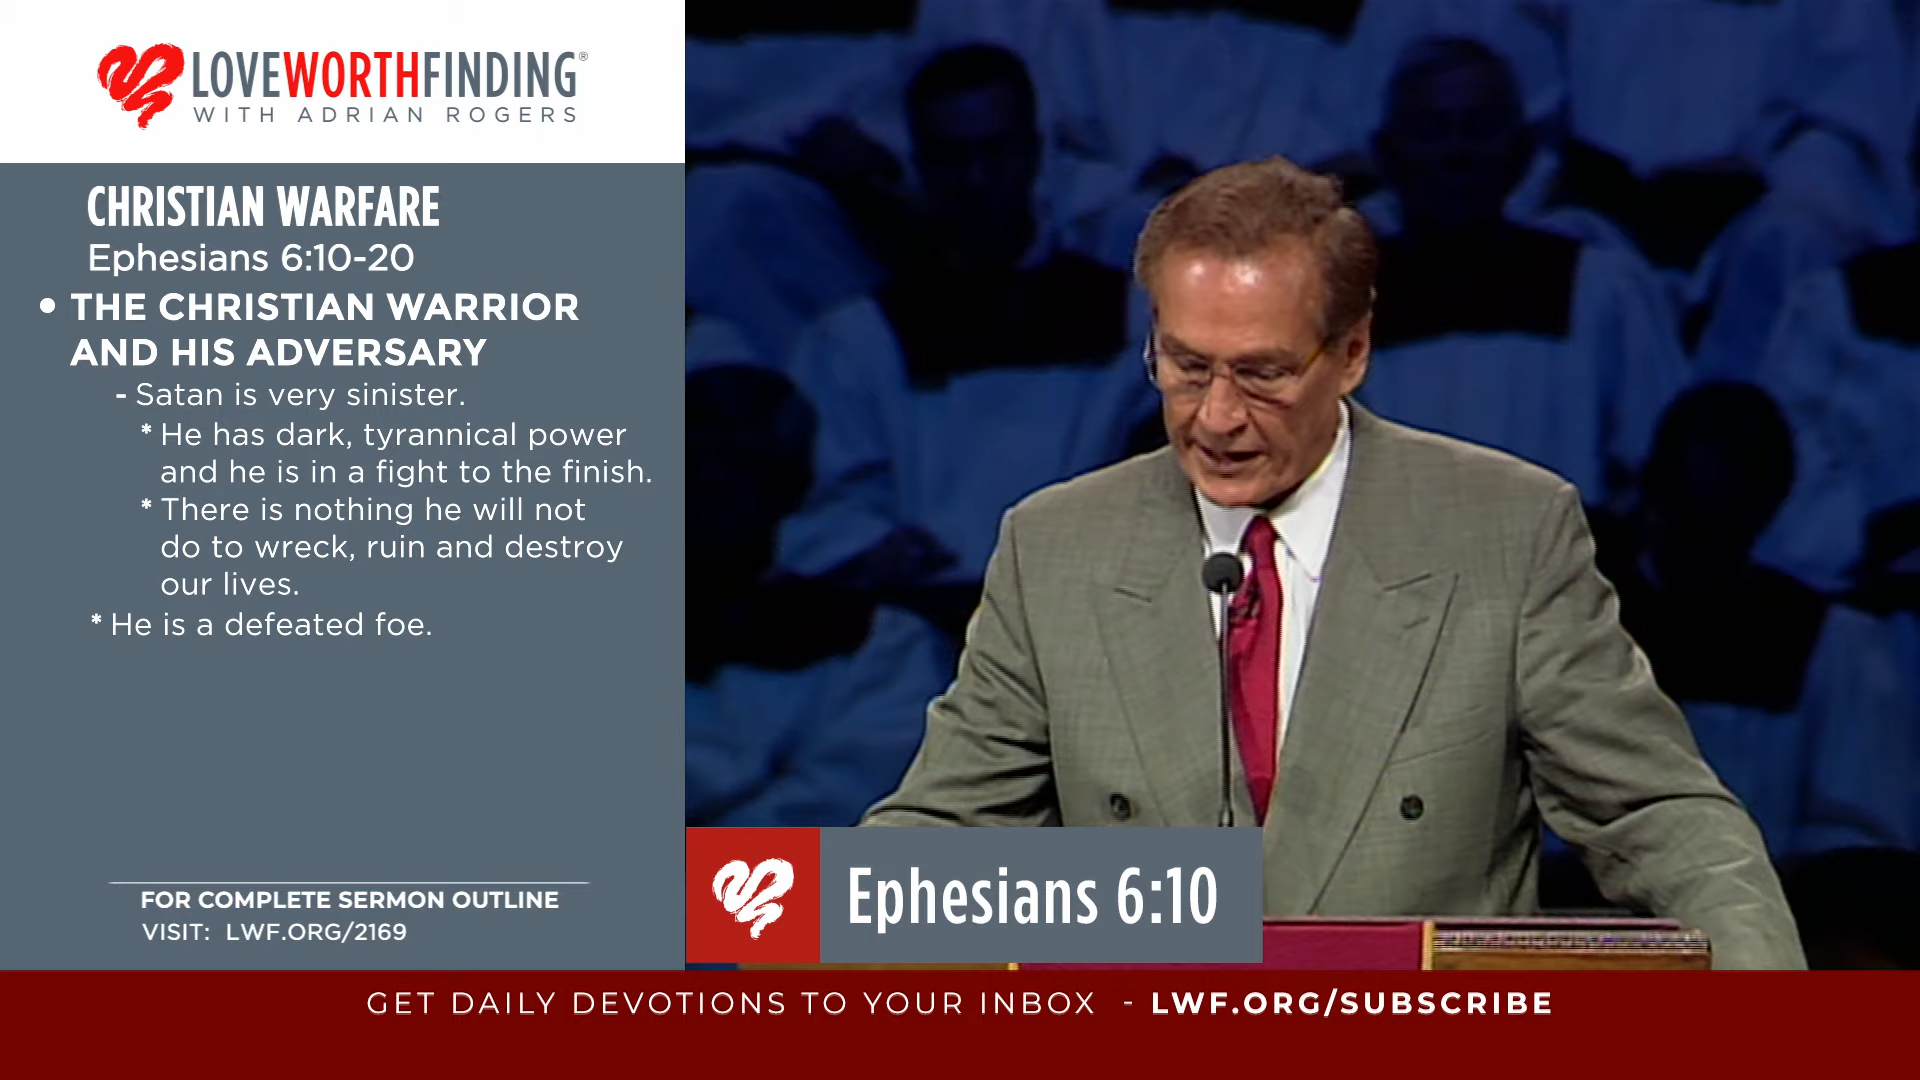 LOVEWORTHFINDING®
WITH ADRIAN ROGERS
CHRISTIAN WARFARE
Ephesians 6:10-20
• THE CHRISTIAN WARRIOR
AND HIS ADVERSARY
- Satan is very sinister.
* He has dark, tyrannical power
and he is in a fight to the finish.
* There is nothing he will not
do to wreck, ruin and destroy
our lives.
* He is a defeated foe.
FOR COMPLETE SERMON OUTLINE
VISIT: LWF.ORG/2169
Ephesians 6:10
GET DAILY DEVOTIONS TO YOUR INBOX - LWF.ORG/SUBSCRIBE